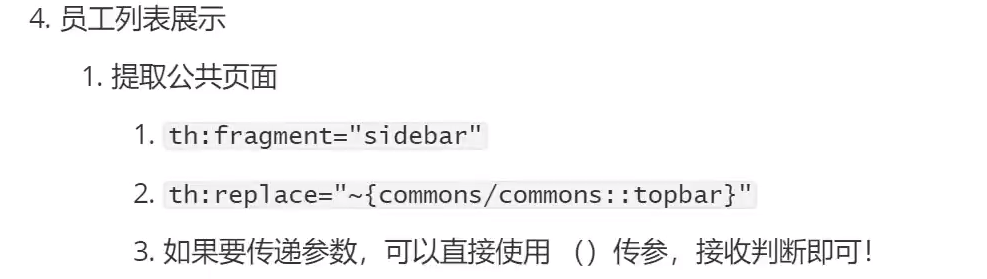 4. 员工列表展示
1. 提取公共页面
1. th:fragment="sidebar"
2. th:replace="~{commons/commons::topbar}"
3. 如果要传递参数，可以直接使用 （）传参，接收判断即可！